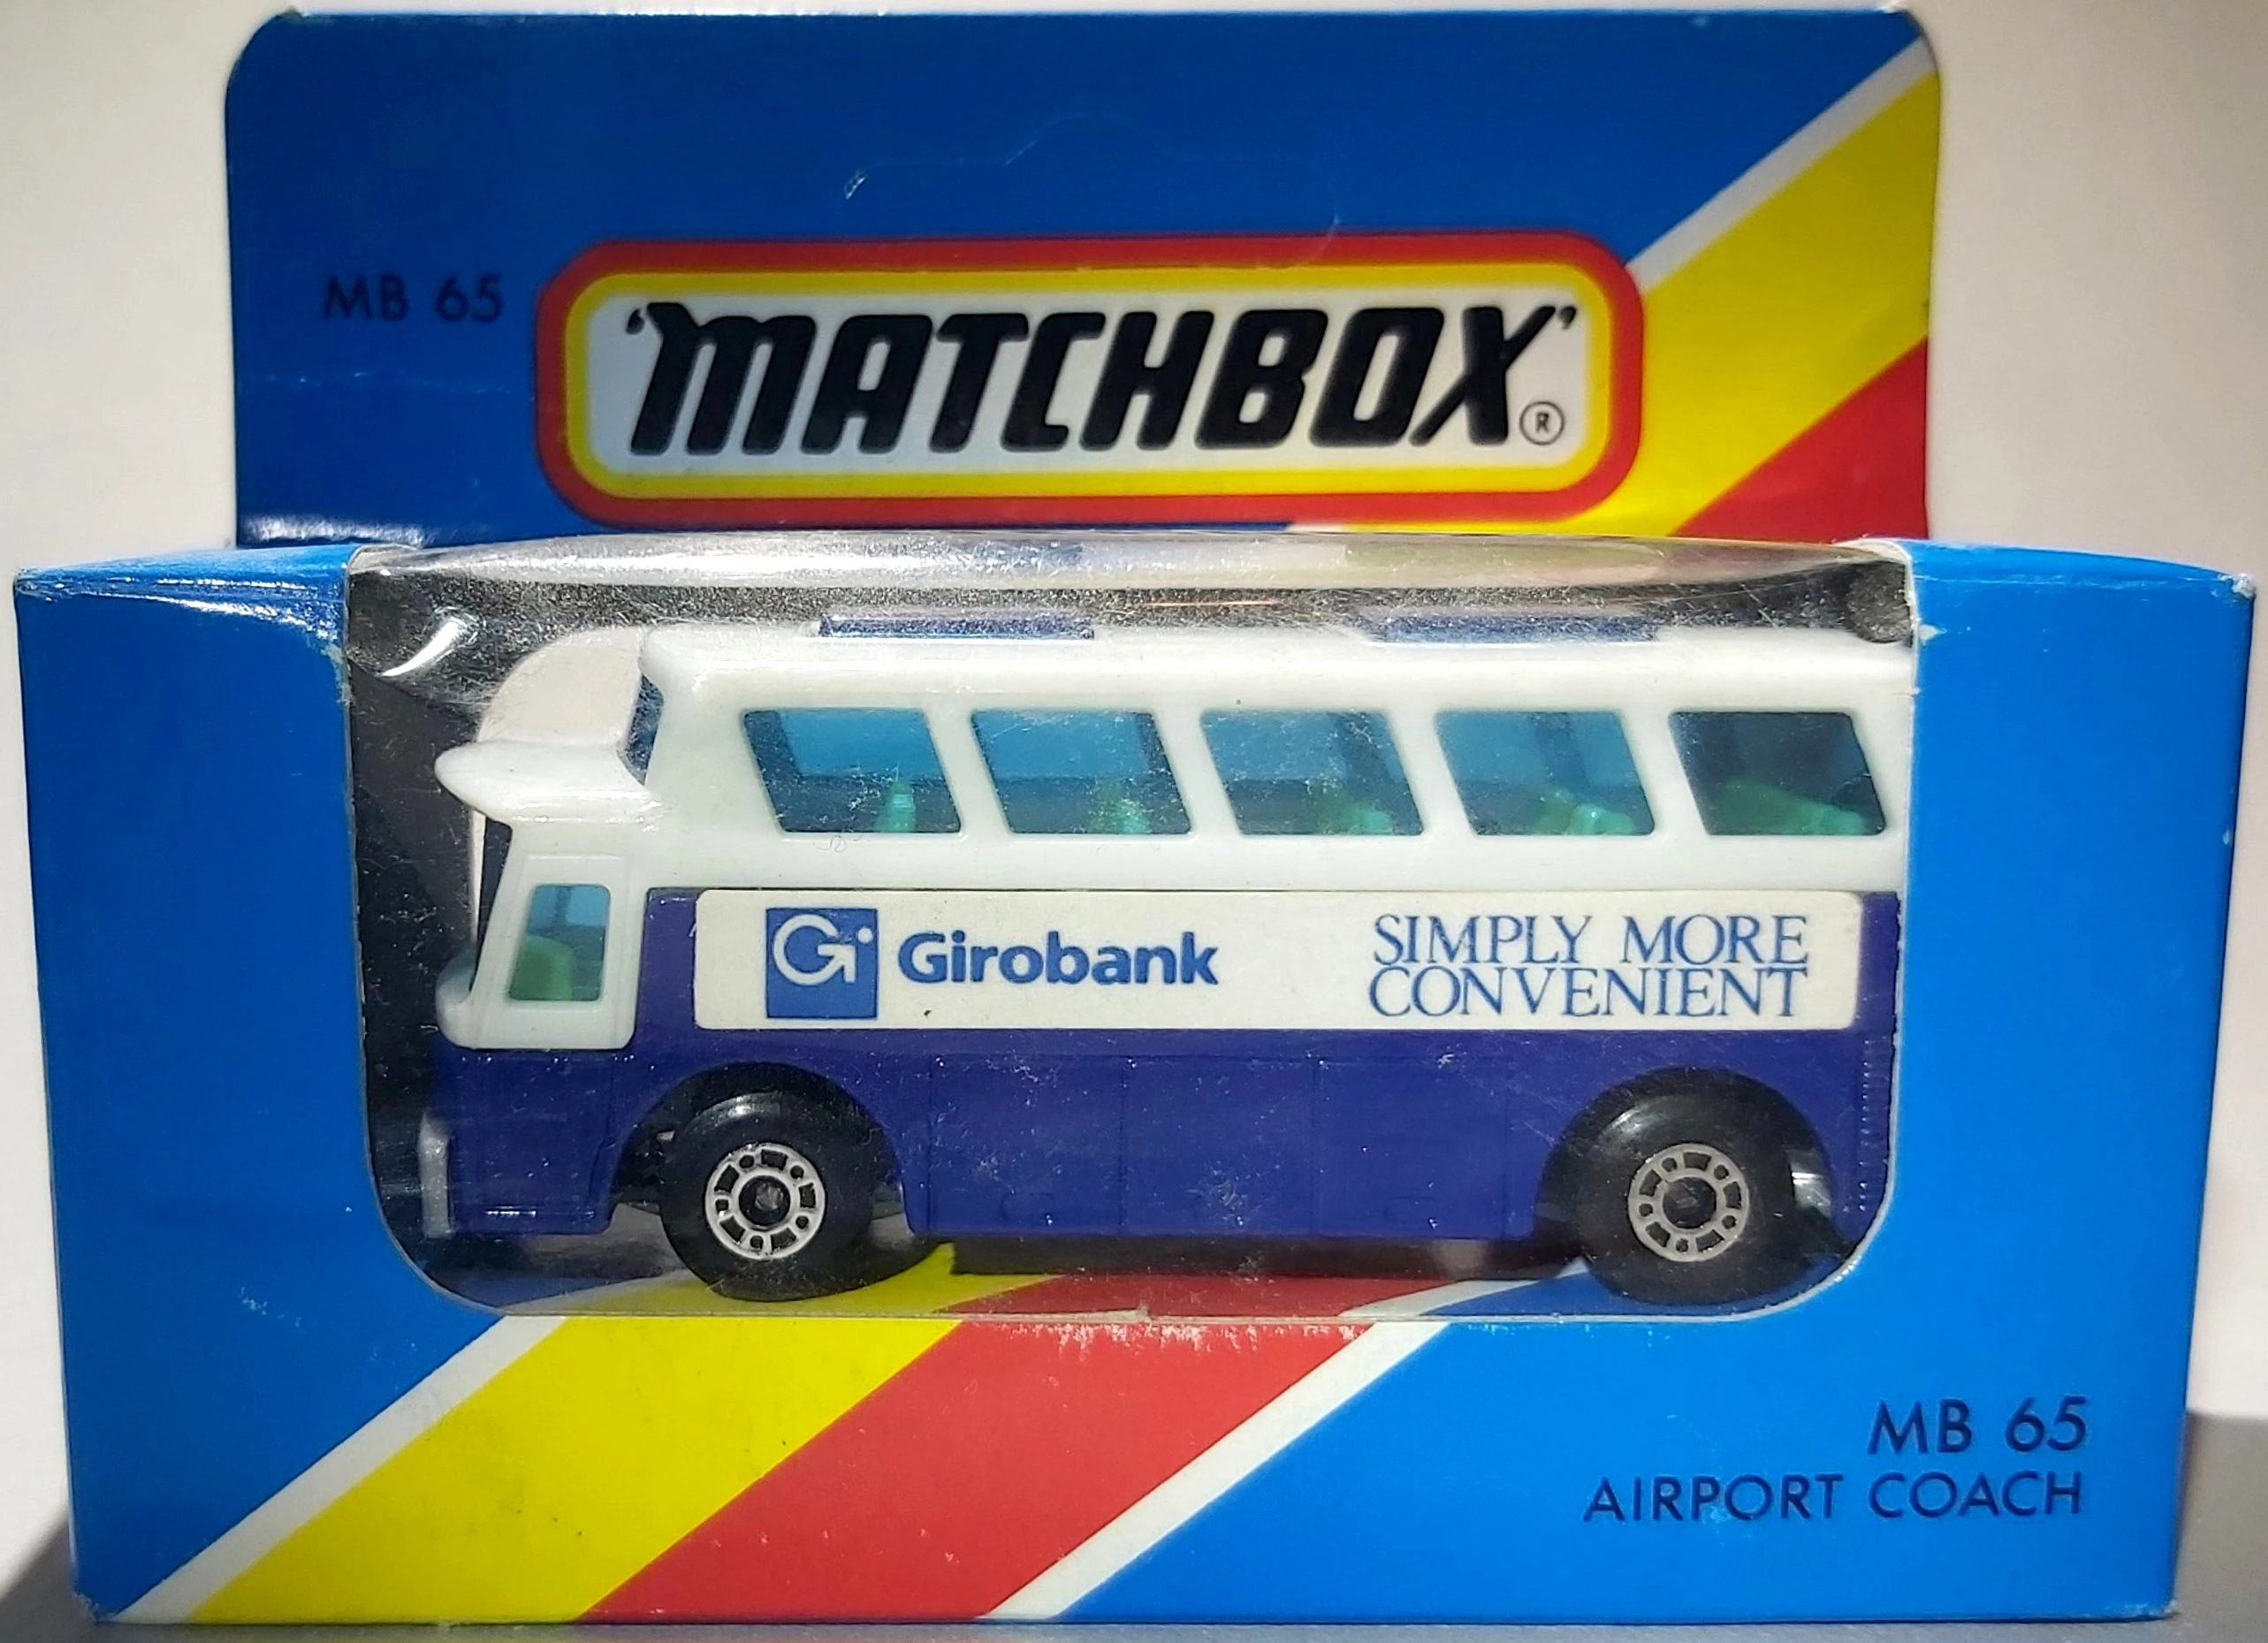 MB 65
'MATCHBOX'®
Gi Girobank
SIMPLY MORE
CONVENIENT
MB 65
AIRPORT COACH